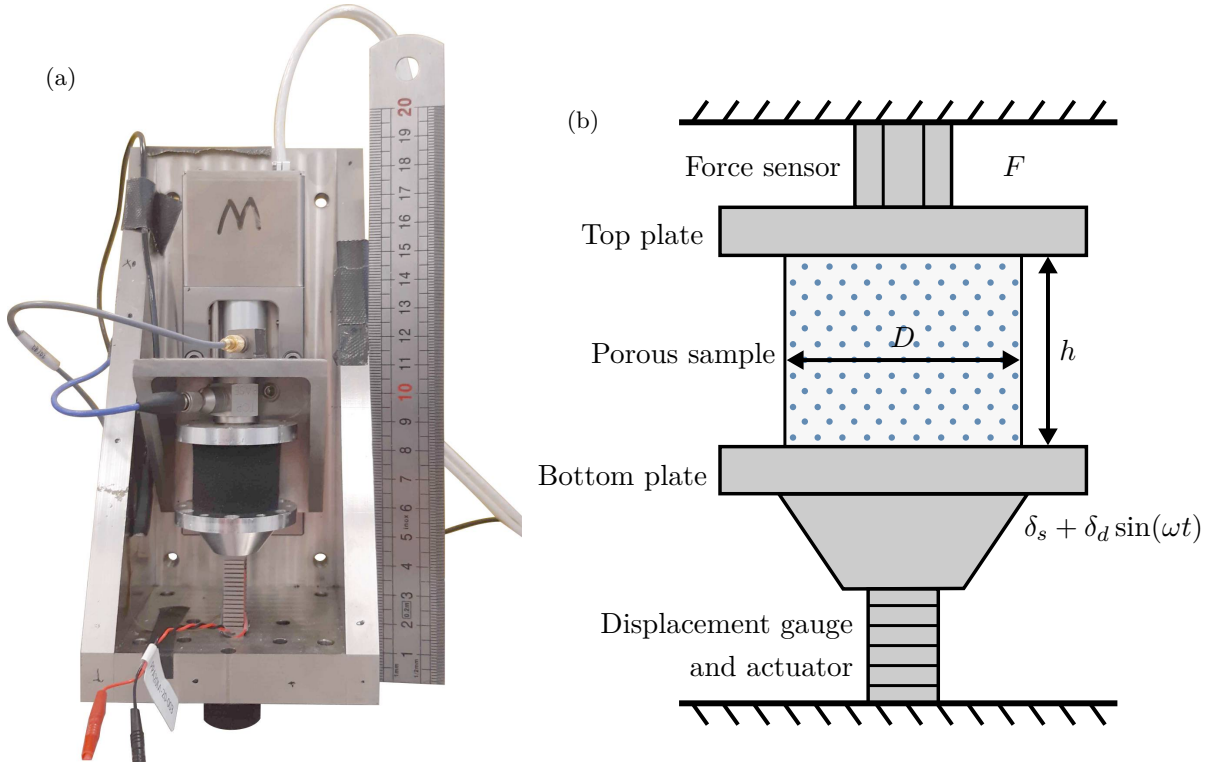 (a)
M
20
19
18
17
16
15
14
13
12
11
10
9
8
7
6
5
4
3
2
1
(b)
Force sensor
F
Top plate
Porous sample
D
h
Bottom plate
δ_s + δ_d sin(ωt)
Displacement gauge
and actuator